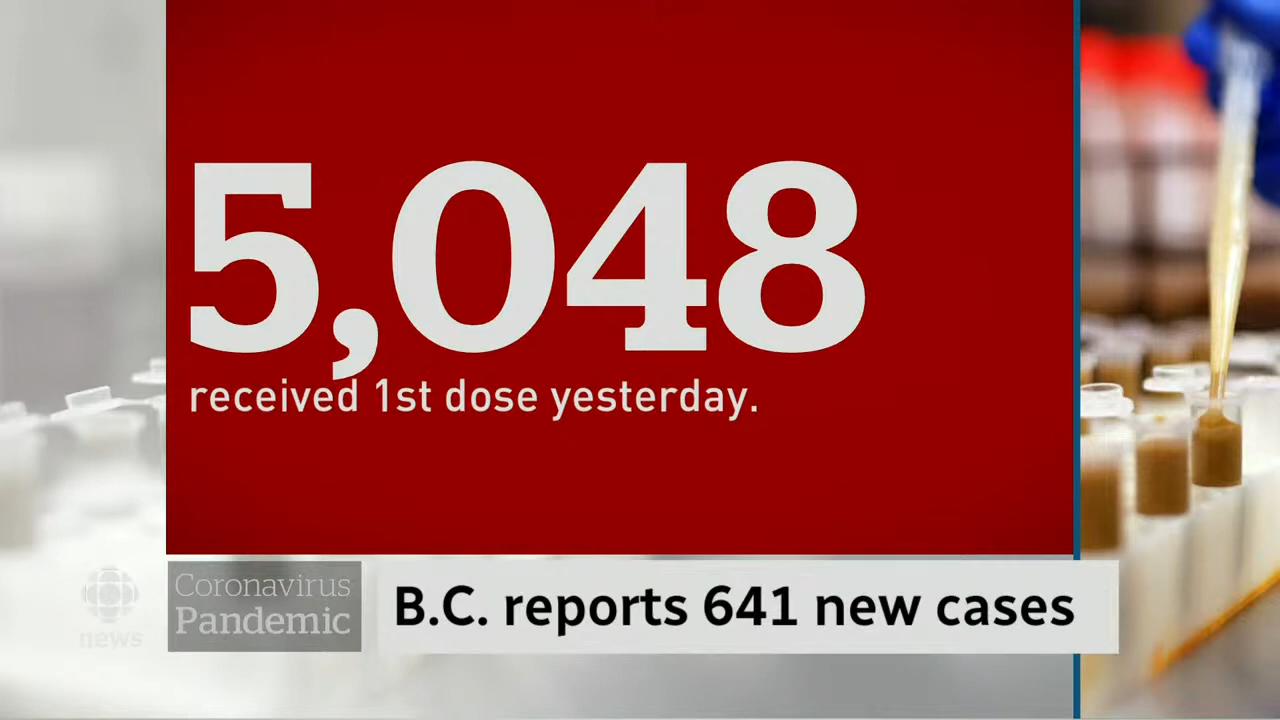 5,048
received 1st dose yesterday.
Coronavirus
Pandemic
B.C. reports 641 new cases
news